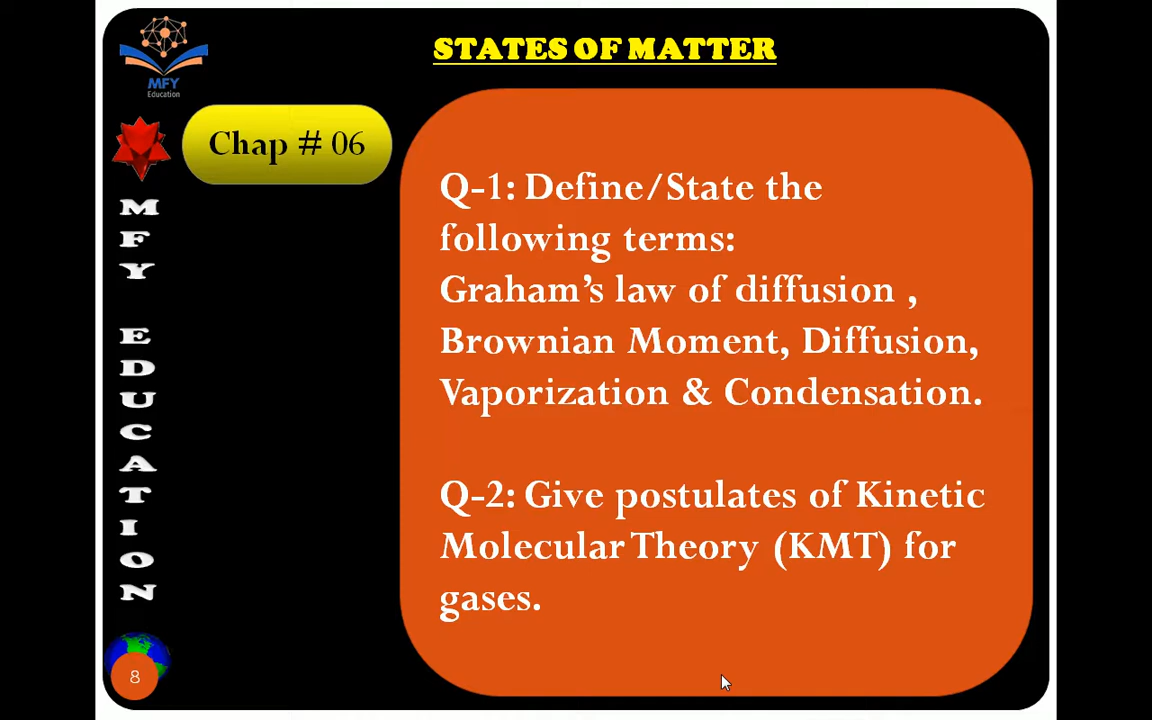 STATES OF MATTER
MFY
Education
Chap # 06
M
F
Y
E
D
U
C
A
T
I
O
N
Q-1: Define/State the
following terms:
Graham’s law of diffusion ,
Brownian Moment, Diffusion,
Vaporization & Condensation.
Q-2: Give postulates of Kinetic
Molecular Theory (KMT) for
gases.
8